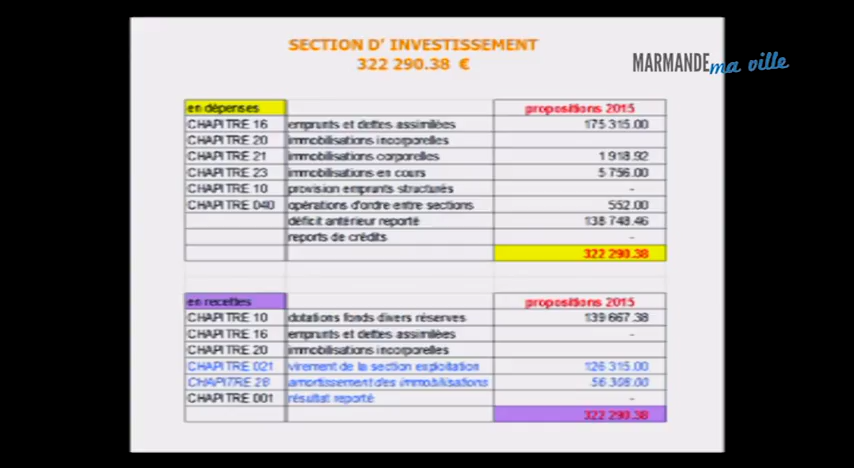 SECTION D' INVESTISSEMENT
322 290.38 €
MARMANDE ma ville
en dépenses propositions 2015
CHAPITRE 16 emprunts et dettes assimilées 175 315.00
CHAPITRE 20 immobilisations incorporelles
CHAPITRE 21 immobilisations corporelles 1 918.92
CHAPITRE 23 immobilisations en cours 5 756.00
CHAPITRE 10 provision emprunts structurés -
CHAPITRE 040 opérations d'ordre entre sections 552.00
déficit antérieur reporté 138 748.46
reports de crédits -
322 290.38
en recettes propositions 2015
CHAPITRE 10 dotations fonds divers réserves 139 667.38
CHAPITRE 16 emprunts et dettes assimilées -
CHAPITRE 20 immobilisations incorporelles
CHAPITRE 021 virement de la section exploitation 126 315.00
CHAPITRE 28 amortissement des immobilisations 56 308.00
CHAPITRE 001 résultat reporté -
322 290.38